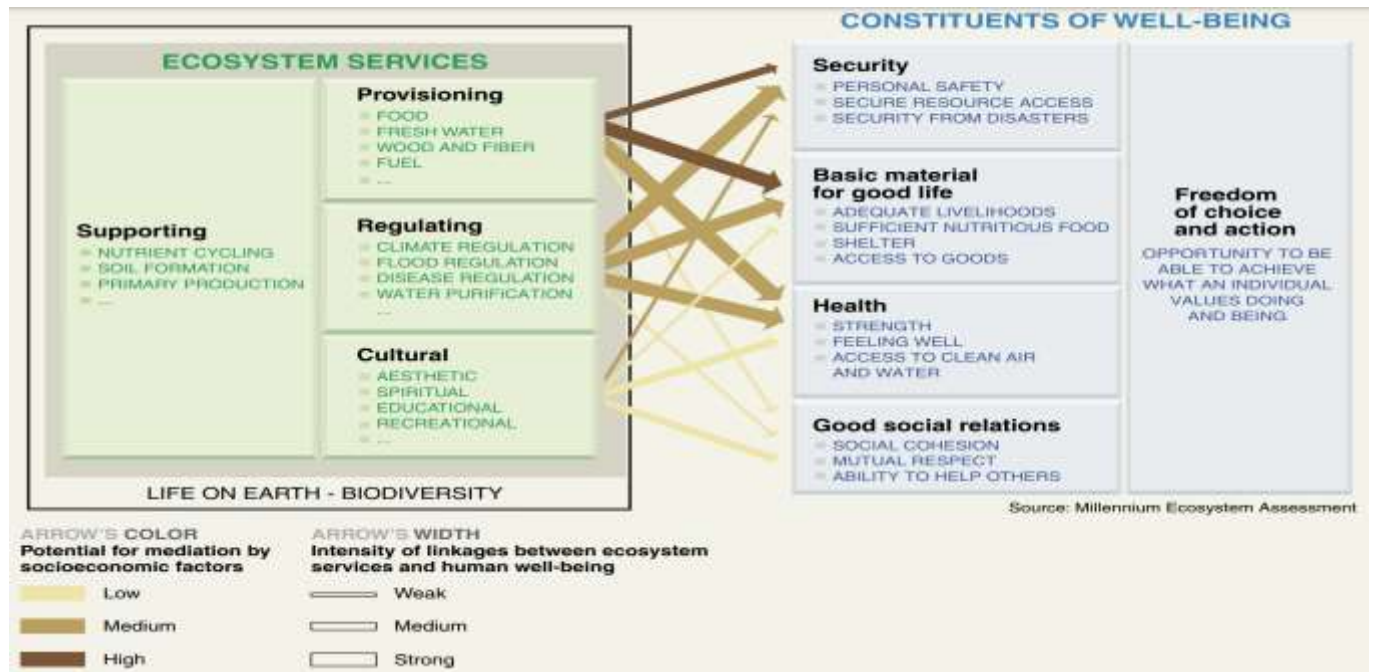 CONSTITUENTS OF WELL-BEING
ECOSYSTEM SERVICES
Supporting
NUTRIENT CYCLING
SOIL FORMATION
PRIMARY PRODUCTION
...
Provisioning
FOOD
FRESH WATER
WOOD AND FIBER
FUEL
...
Regulating
CLIMATE REGULATION
FLOOD REGULATION
DISEASE REGULATION
WATER PURIFICATION
...
Cultural
AESTHETIC
SPIRITUAL
EDUCATIONAL
RECREATIONAL
...
LIFE ON EARTH - BIODIVERSITY
Security
PERSONAL SAFETY
SECURE RESOURCE ACCESS
SECURITY FROM DISASTERS
Basic material
for good life
ADEQUATE LIVELIHOODS
SUFFICIENT NUTRITIOUS FOOD
SHELTER
ACCESS TO GOODS
Health
STRENGTH
FEELING WELL
ACCESS TO CLEAN AIR
AND WATER
Good social relations
SOCIAL COHESION
MUTUAL RESPECT
ABILITY TO HELP OTHERS
Freedom
of choice
and action
OPPORTUNITY TO BE
ABLE TO ACHIEVE
WHAT AN INDIVIDUAL
VALUES DOING
AND BEING
Source: Millennium Ecosystem Assessment
ARROW'S COLOR
Potential for mediation by
socioeconomic factors
Low
Medium
High
ARROW'S WIDTH
Intensity of linkages between ecosystem
services and human well-being
Weak
Medium
Strong